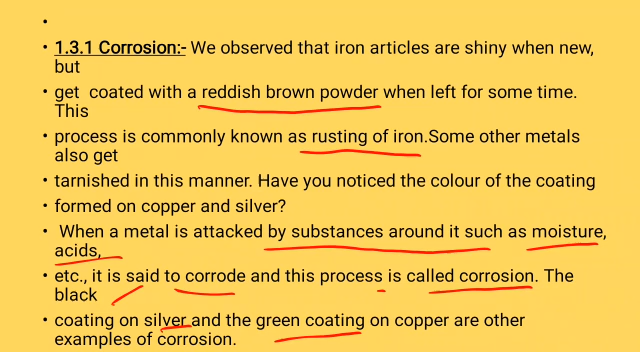 •
• 1.3.1 Corrosion:- We observed that iron articles are shiny when new,
but
• get coated with a reddish brown powder when left for some time.
This
• process is commonly known as rusting of iron.Some other metals
also get
• tarnished in this manner. Have you noticed the colour of the coating
• formed on copper and silver?
• When a metal is attacked by substances around it such as moisture,
acids,
• etc., it is said to corrode and this process is called corrosion. The
black
• coating on silver and the green coating on copper are other
examples of corrosion.